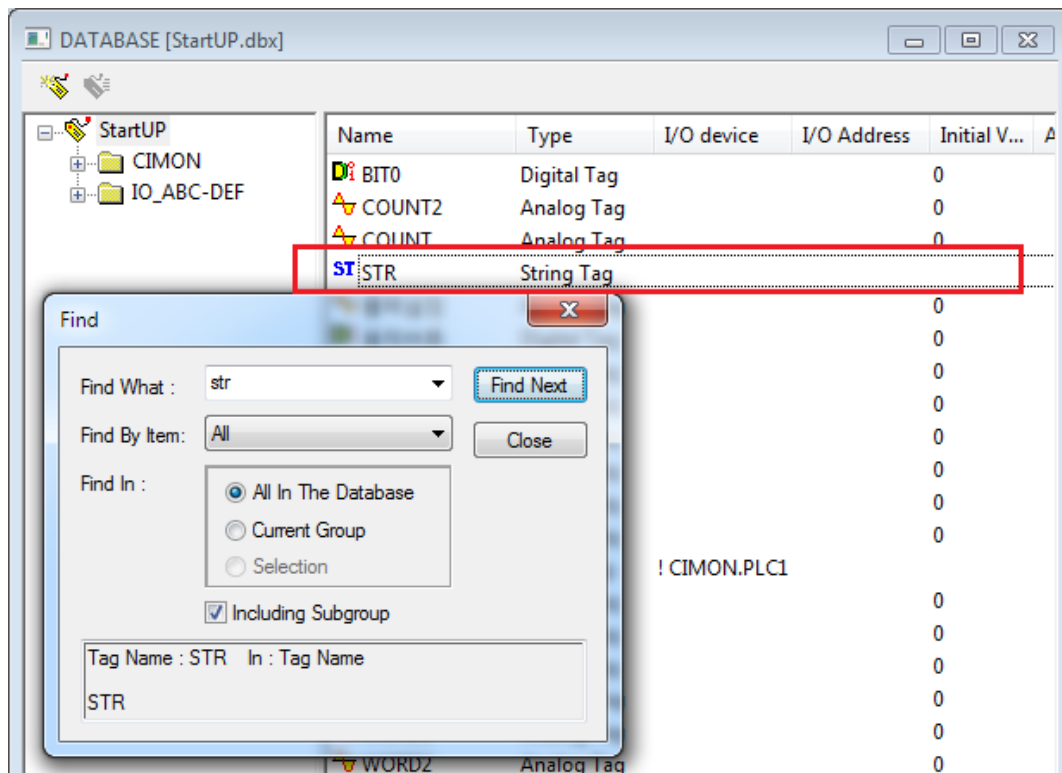 DATABASE [StartUP.dbx]
StartUP
CIMON
IO_ABC-DEF
Name Type I/O device I/O Address Initial V... A
BIT0 Digital Tag 0
COUNT2 Analog Tag 0
COUNT Analog Tag 0
ST STR String Tag
0
0
0
0
0
0
0
0
! CIMON.PLC1
0
0
0
0
0
WORD2 Analog Tag 0
Find
Find What : str Find Next
Find By Item: All Close
Find In :
All In The Database
Current Group
Selection
Including Subgroup
Tag Name : STR In : Tag Name
STR